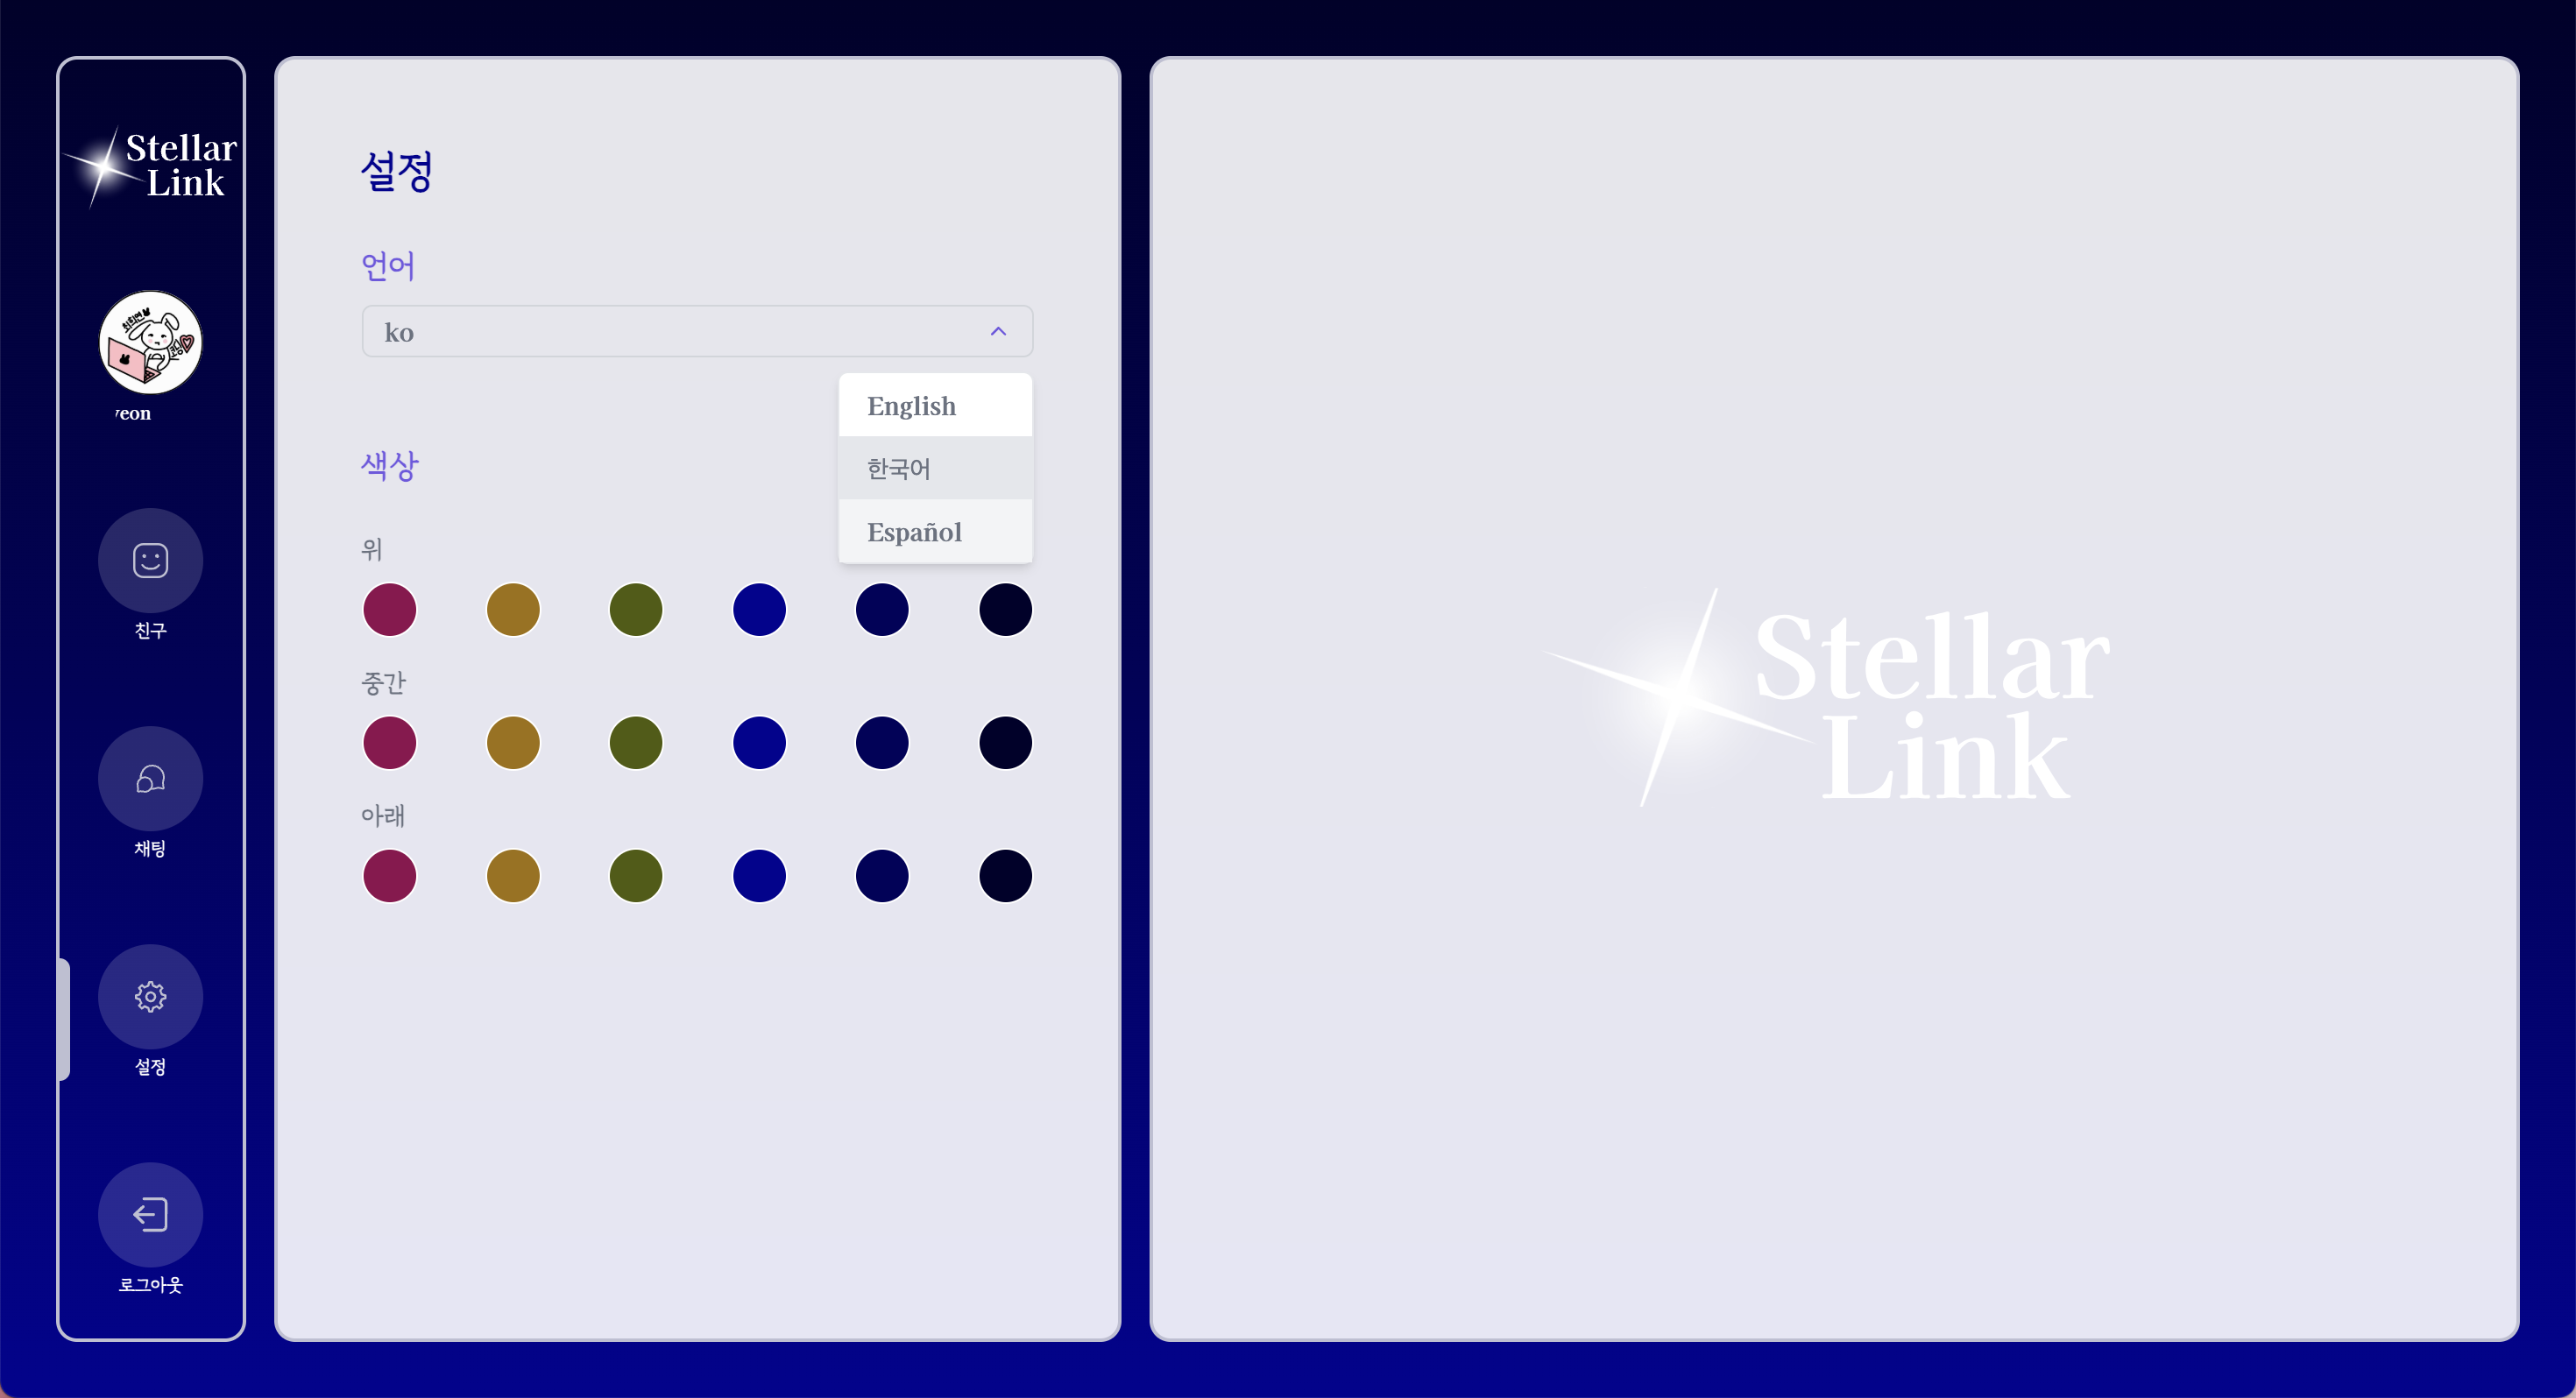 Stellar
Link
yeon
친구
채팅
설정
로그아웃
설정
언어
ko
English
한국어
Español
색상
위
중간
아래
Stellar
Link